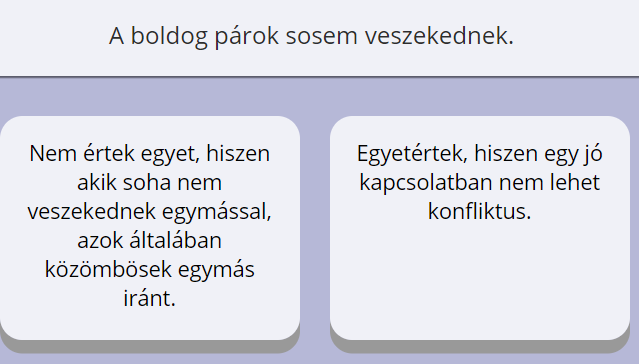 A boldog párok sosem veszekednek.
Nem értek egyet, hiszen
akik soha nem
veszekednek egymással,
azok általában
közömbösek egymás
iránt.
Egyetértek, hiszen egy jó
kapcsolatban nem lehet
konfliktus.